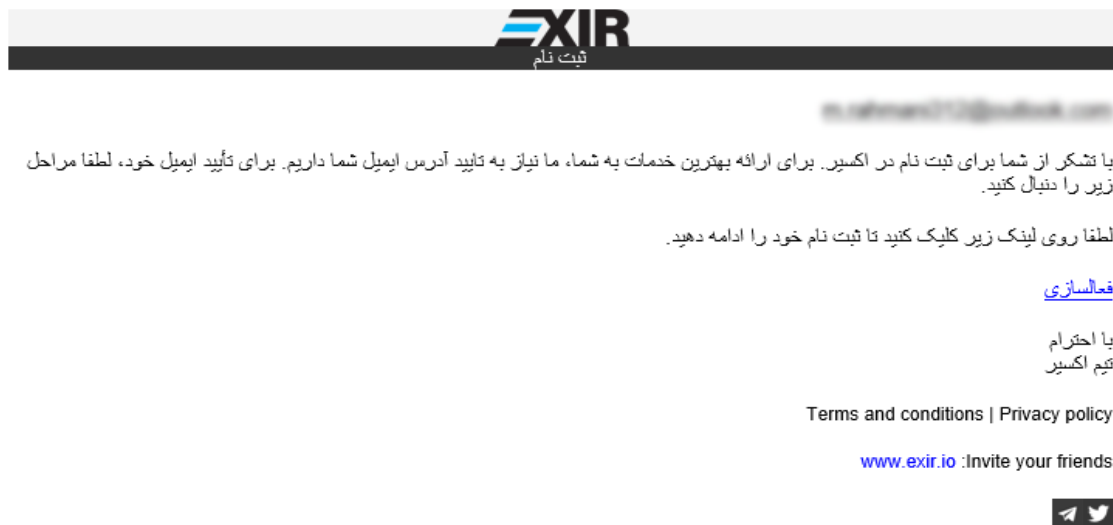 EXIR
ثبت نام
با تشکر از شما برای ثبت نام در اکسیر. برای ارائه بهترین خدمات به شما، ما نیاز به تایید آدرس ایمیل شما داریم. برای تأیید ایمیل خود، لطفا مراحل
زیر را دنبال کنید.
لطفا روی لینک زیر کلیک کنید تا ثبت نام خود را ادامه دهید.
فعالسازی
با احترام
تیم اکسیر
Terms and conditions | Privacy policy
www.exir.io :Invite your friends